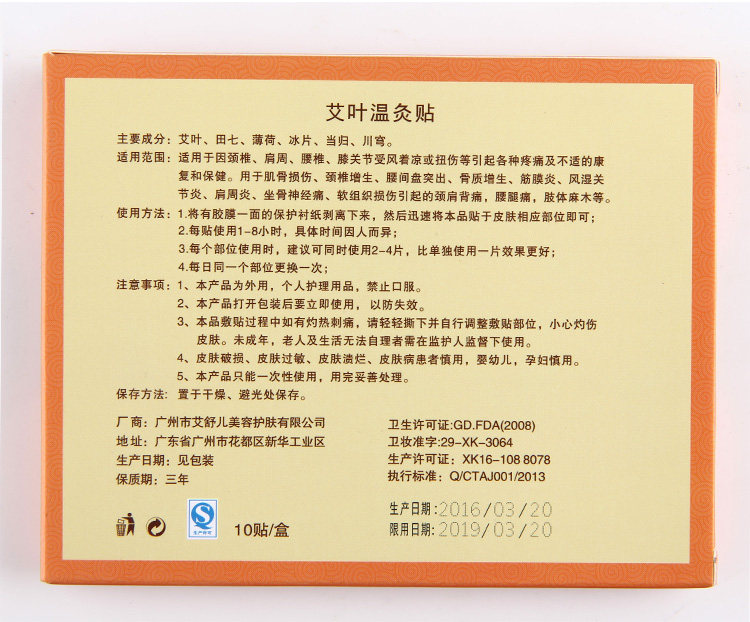 艾叶温灸贴
主要成分：艾叶、田七、薄荷、冰片、当归、川芎。
适用范围：适用于因颈椎、肩周、腰椎、膝关节受风着凉或扭伤等引起各种疼痛及不适的康
复和保健。用于肌骨损伤、颈椎增生、腰间盘突出、骨质增生、筋膜炎、风湿关
节炎、肩周炎、坐骨神经痛、软组织损伤引起的颈肩背痛，腰腿痛，肢体麻木等。
使用方法：1.将有胶膜一面的保护衬纸剥离下来，然后迅速将本品贴于皮肤相应部位即可；
2.每贴使用1-8小时，具体时间因人而异；
3.每个部位使用时，建议可同时使用2-4片，比单独使用一片效果更好；
4.每日同一个部位更换一次；
注意事项：1、本产品为外用，个人护理用品，禁止口服。
2、本产品打开包装后要立即使用，以防失效。
3、本品敷贴过程中如有灼热刺痛，请轻轻撕下并自行调整敷贴部位，小心灼伤
皮肤。未成年，老人及生活无法自理者需在监护人监督下使用。
4、皮肤破损、皮肤过敏、皮肤溃烂、皮肤病患者慎用，婴幼儿，孕妇慎用。
5、本产品只能一次性使用，用完妥善处理。
保存方法：置于干燥、避光处保存。
厂商：广州市艾舒儿美容护肤有限公司
地址：广东省广州市花都区新华工业区
生产日期：见包装
保质期：三年
卫生许可证:GD.FDA(2008)
卫妆准字:29-XK-3064
生产许可证：XK16-108 8078
执行标准：Q/CTAJ001/2013
生产日期:2016/03/20
限用日期:2019/03/20
生产许可
10贴/盒